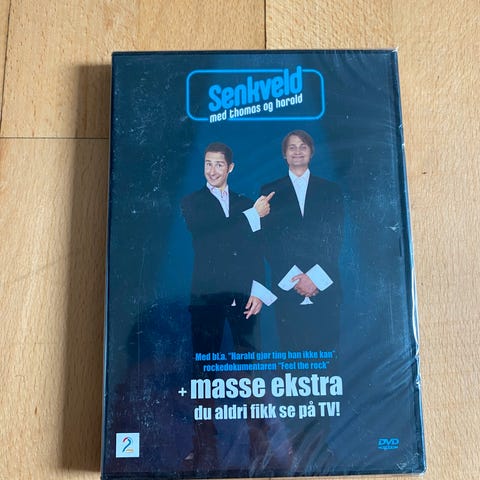 Senkveld
med thomas og harald
Med bl.a. "Harald gjør ting han ikke kan",
rockedokumentaren "Feel the rock"
+ masse ekstra
du aldri fikk se på TV!
2
DVD